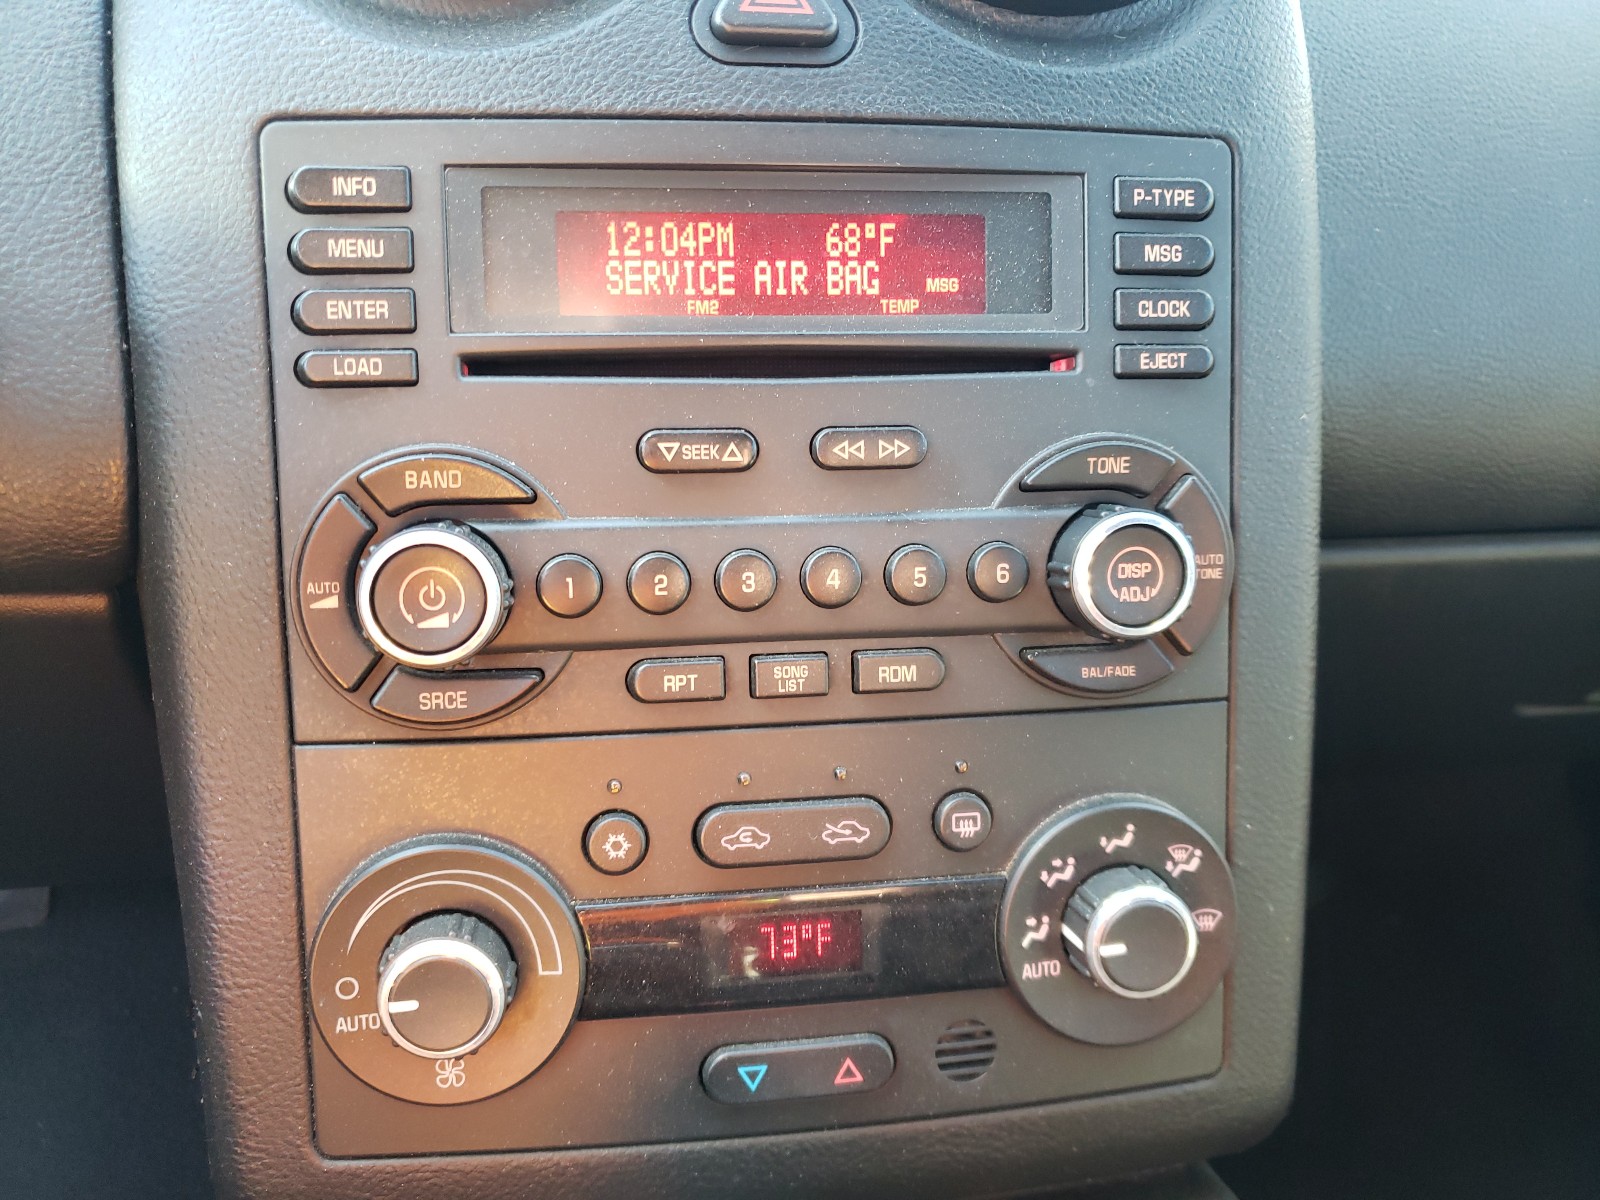 INFO
MENU
ENTER
LOAD
12:04PM 68°F
SERVICE AIR BAG MSG
FM2 TEMP
P-TYPE
MSG
CLOCK
EJECT
SEEK
BAND
AUTO
SRCE
1 2 3 4 5 6
TONE
DISP
ADJ
AUTO
TONE
BAL/FADE
RPT
SONG
LIST
RDM
73°F
AUTO
AUTO